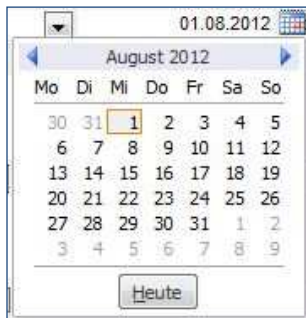 01.08.2012
August 2012
Mo Di Mi Do Fr Sa So
30 31 1 2 3 4 5
6 7 8 9 10 11 12
13 14 15 16 17 18 19
20 21 22 23 24 25 26
27 28 29 30 31 1 2
3 4 5 6 7 8 9
Heute